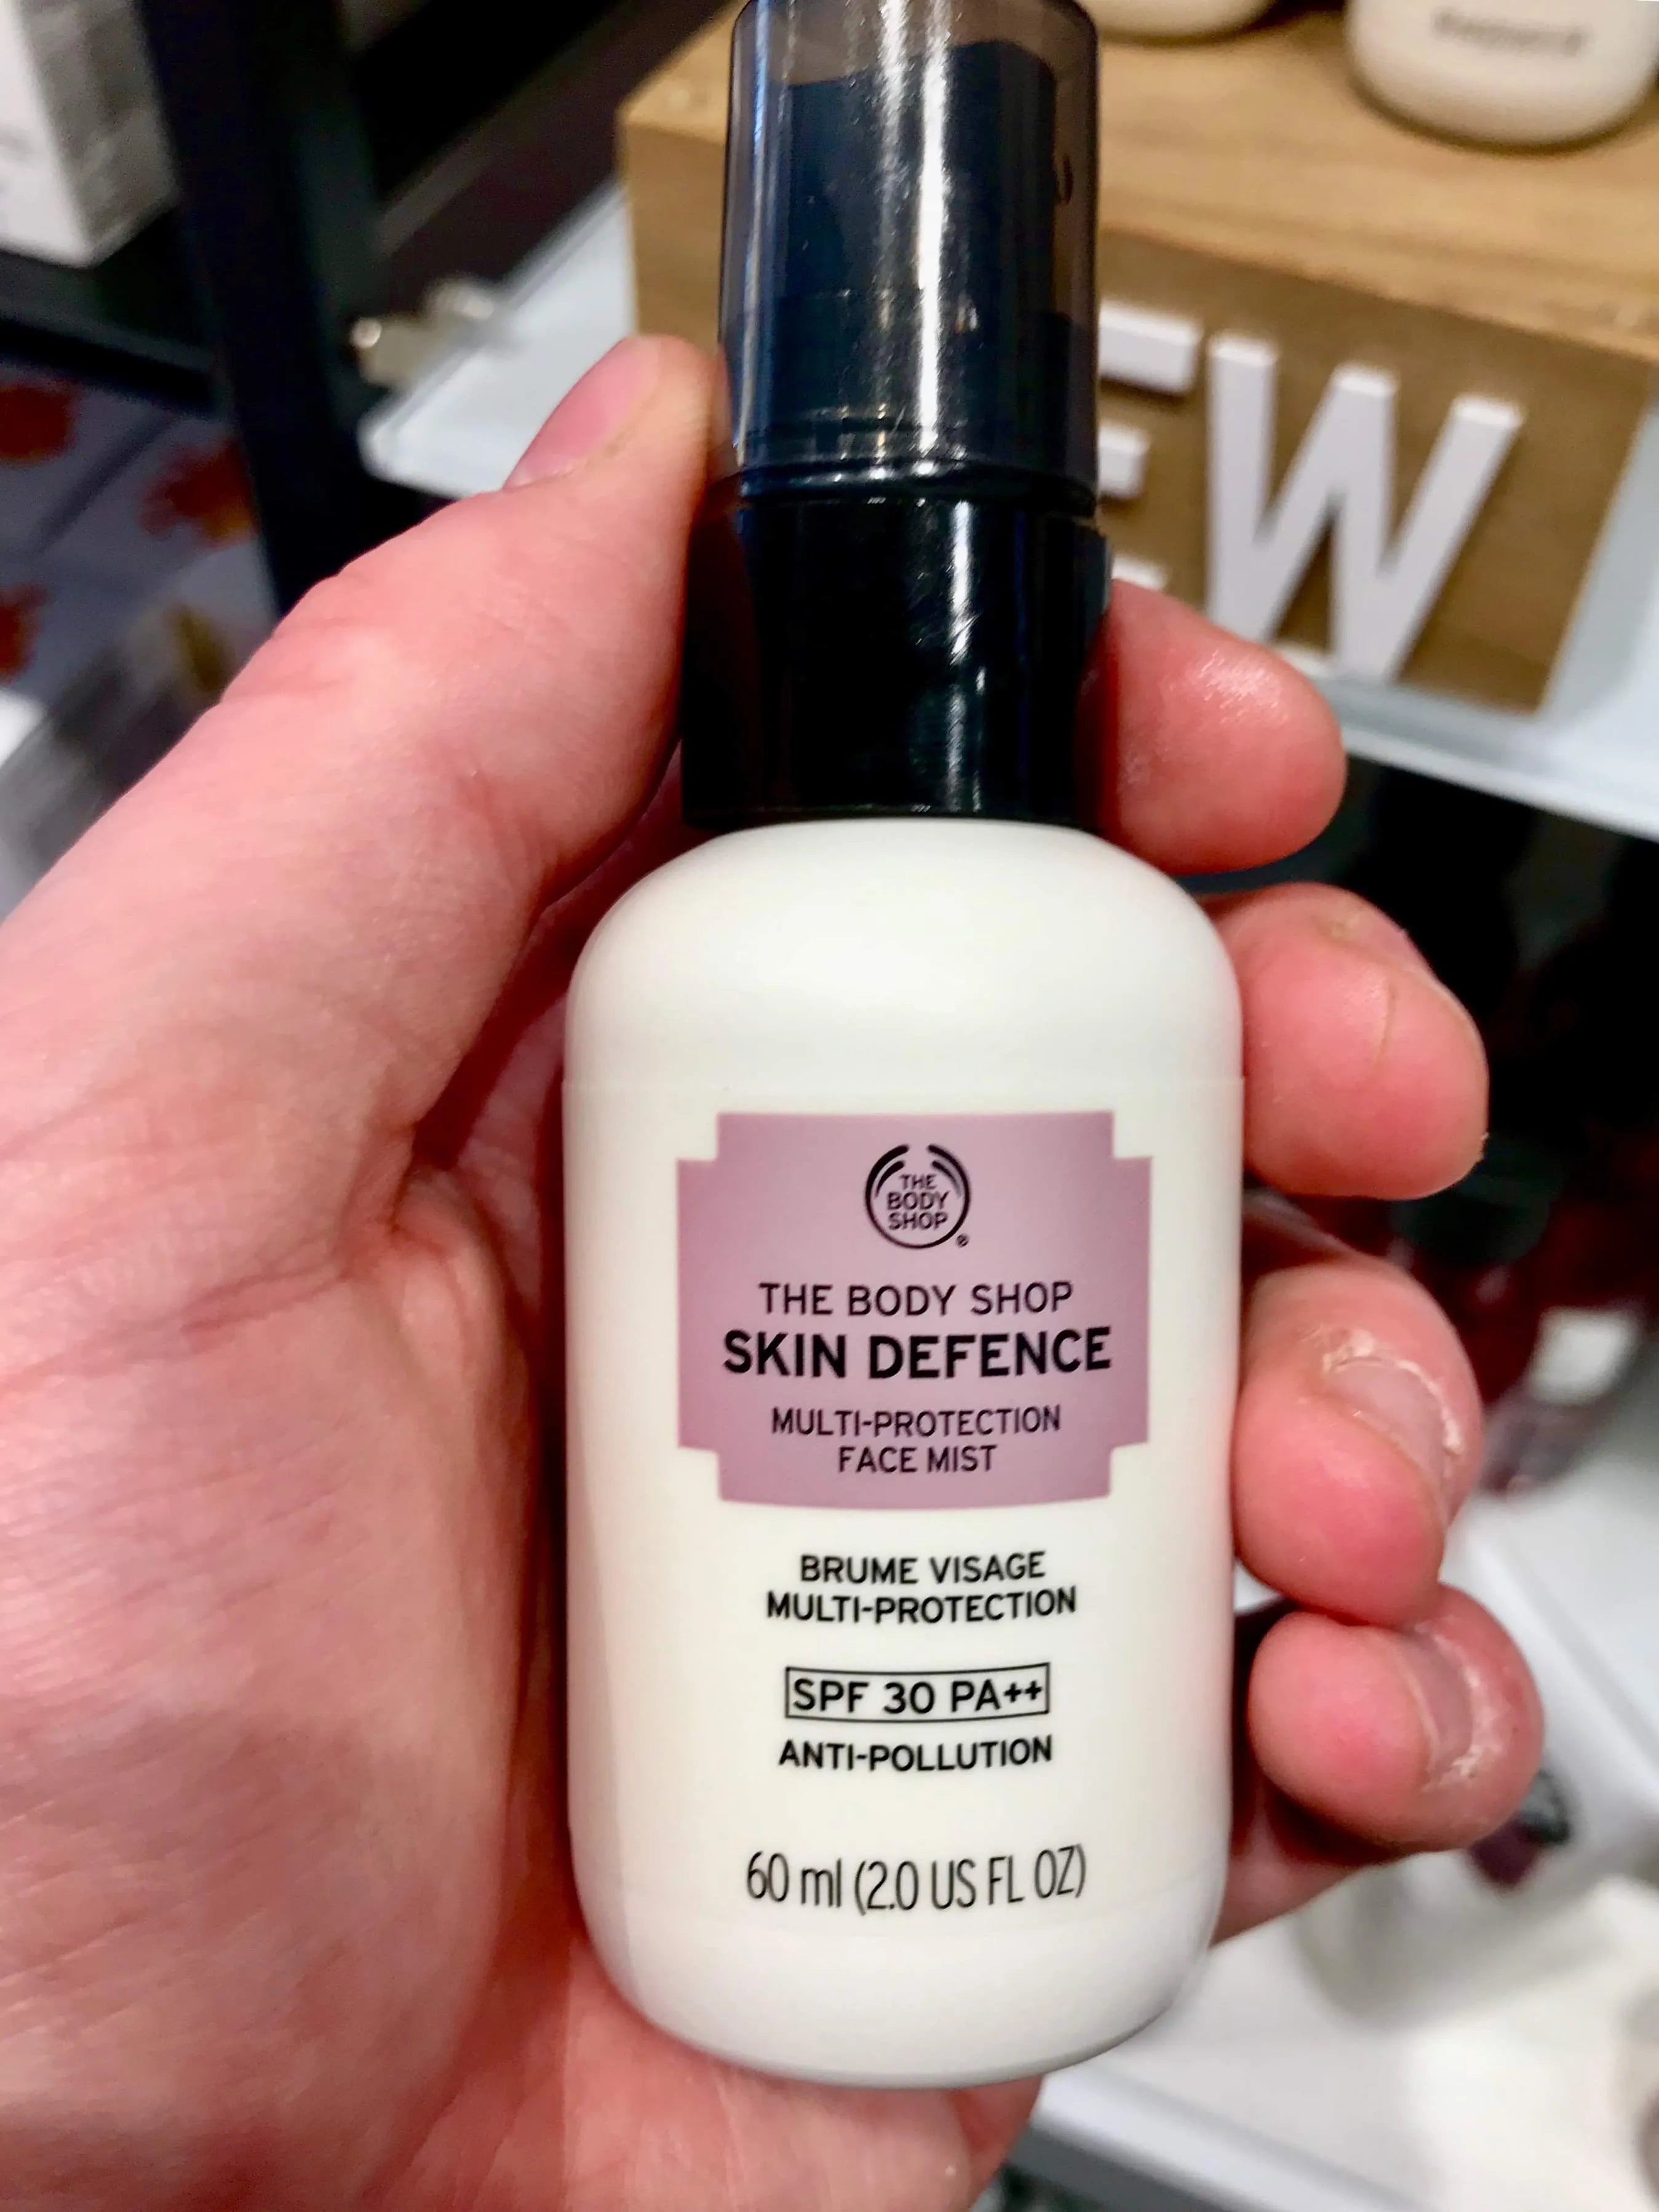 EW
THE
BODY
SHOP
®
THE BODY SHOP
SKIN DEFENCE
MULTI-PROTECTION
FACE MIST
BRUME VISAGE
MULTI-PROTECTION
SPF 30 PA++
ANTI-POLLUTION
60 ml (2.0 US FL OZ)